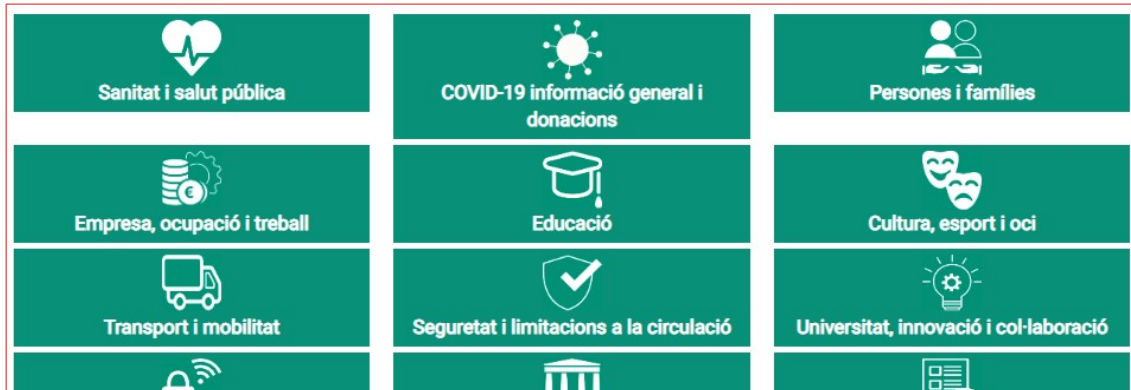 Sanitat i salut pública
COVID-19 informació general i
donacions
Persones i famílies
Empresa, ocupació i treball
Educació
Cultura, esport i oci
Transport i mobilitat
Seguretat i limitacions a la circulació
Universitat, innovació i col·laboració